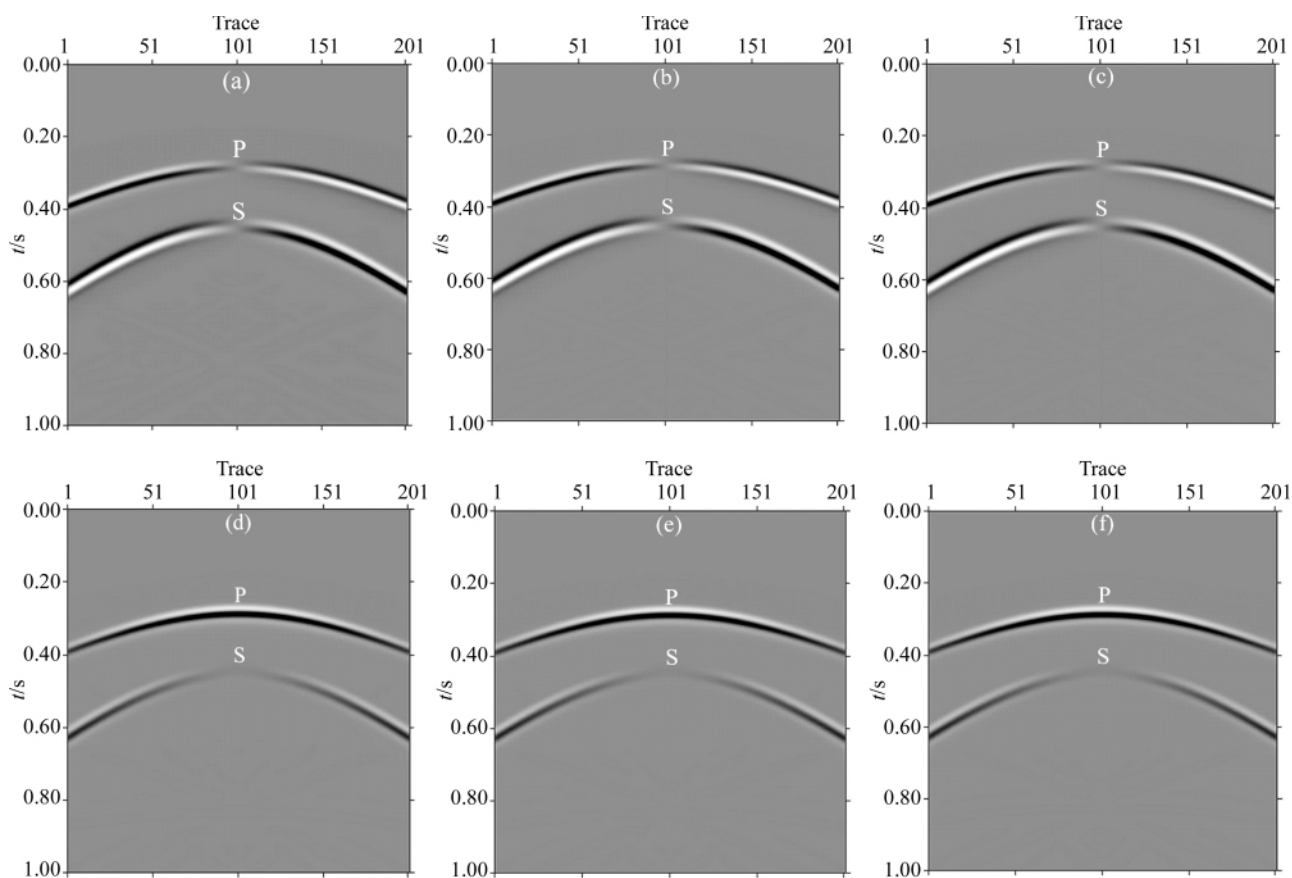 Trace Trace Trace
1 51 101 151 201 1 51 101 151 201 1 51 101 151 201
0.00 (a) 0.00 (b) 0.00 (c)
0.20 0.20 0.20
P P P
0.40 0.40 0.40
S S S
t/s t/s t/s
0.60 0.60 0.60
0.80 0.80 0.80
1.00 1.00 1.00
Trace Trace Trace
1 51 101 151 201 1 51 101 151 201 1 51 101 151 201
0.00 (d) 0.00 (e) 0.00 (f)
0.20 0.20 0.20
P P P
0.40 0.40 0.40
S S S
t/s t/s t/s
0.60 0.60 0.60
0.80 0.80 0.80
1.00 1.00 1.00